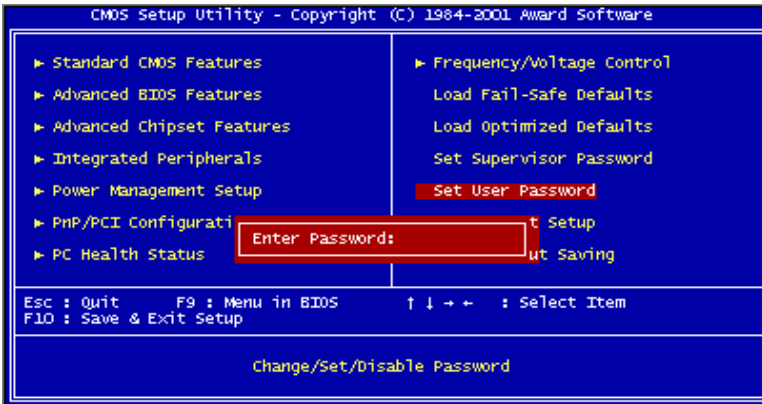 CMOS Setup Utility - Copyright (C) 1984-2001 Award Software
► Standard CMOS Features
► Advanced BIOS Features
► Advanced Chipset Features
► Integrated Peripherals
► Power Management Setup
► PnP/PCI Configurati
► PC Health Status
► Frequency/Voltage Control
Load Fail-Safe Defaults
Load Optimized Defaults
Set Supervisor Password
Set User Password
t Setup
ut Saving
Enter Password:
Esc : Quit F9 : Menu in BIOS ↑ ↓ → ← : Select Item
F10 : Save & Exit Setup
Change/Set/Disable Password